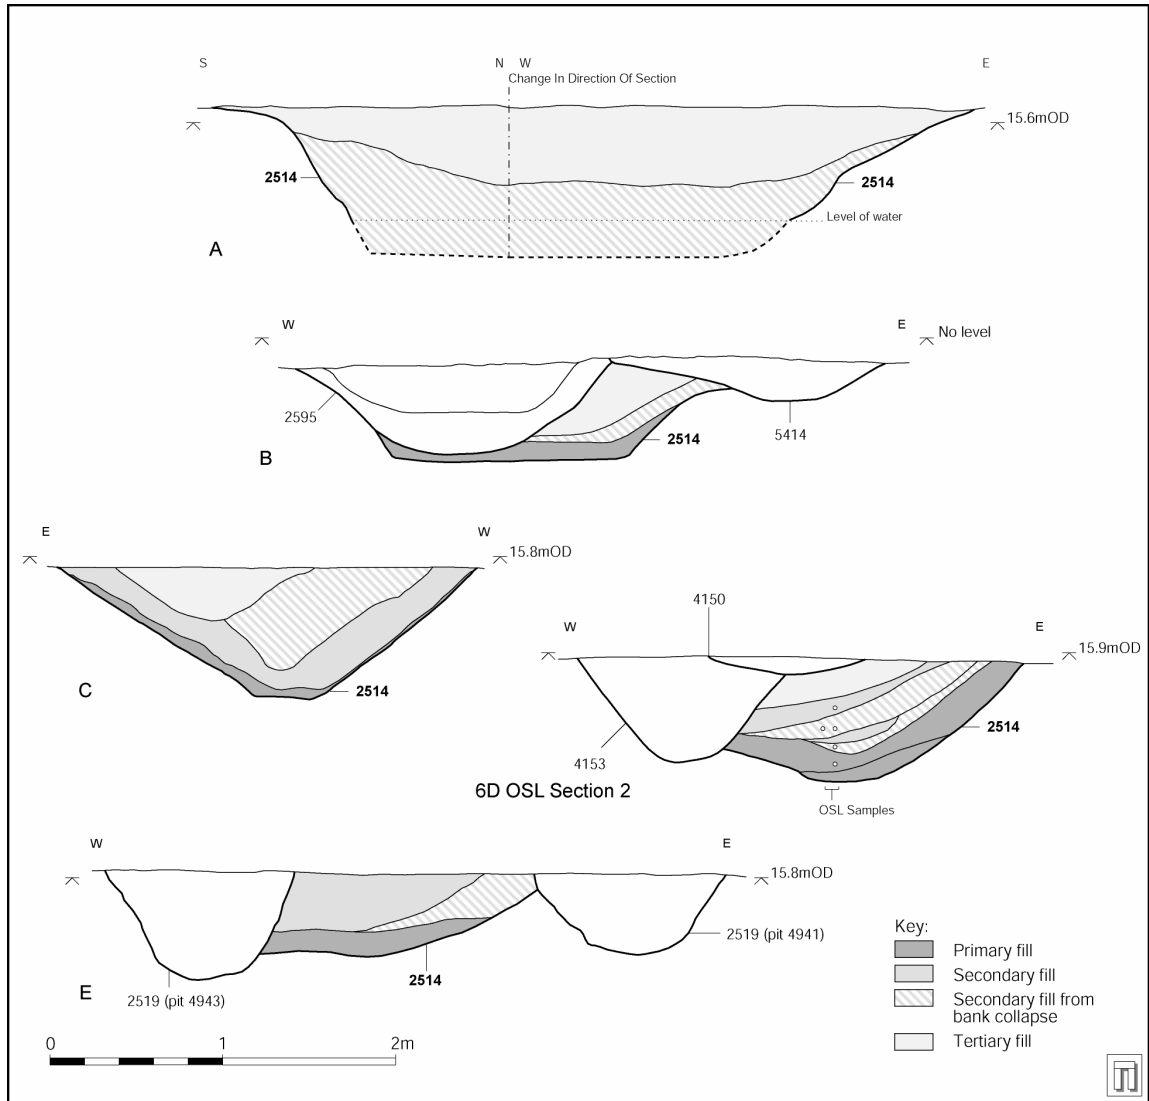 S N W E
Change In Direction Of Section
15.6mOD
2514 2514
Level of water
A
W E No level
2595 2514 5414
B
E W 15.8mOD
2514
C
4150
W E 15.9mOD
2514
4153
6D OSL Section 2
OSL Samples
W E 15.8mOD
2519 (pit 4941)
2514
2519 (pit 4943)
E
Key:
Primary fill
Secondary fill
Secondary fill from
bank collapse
Tertiary fill
0 1 2m